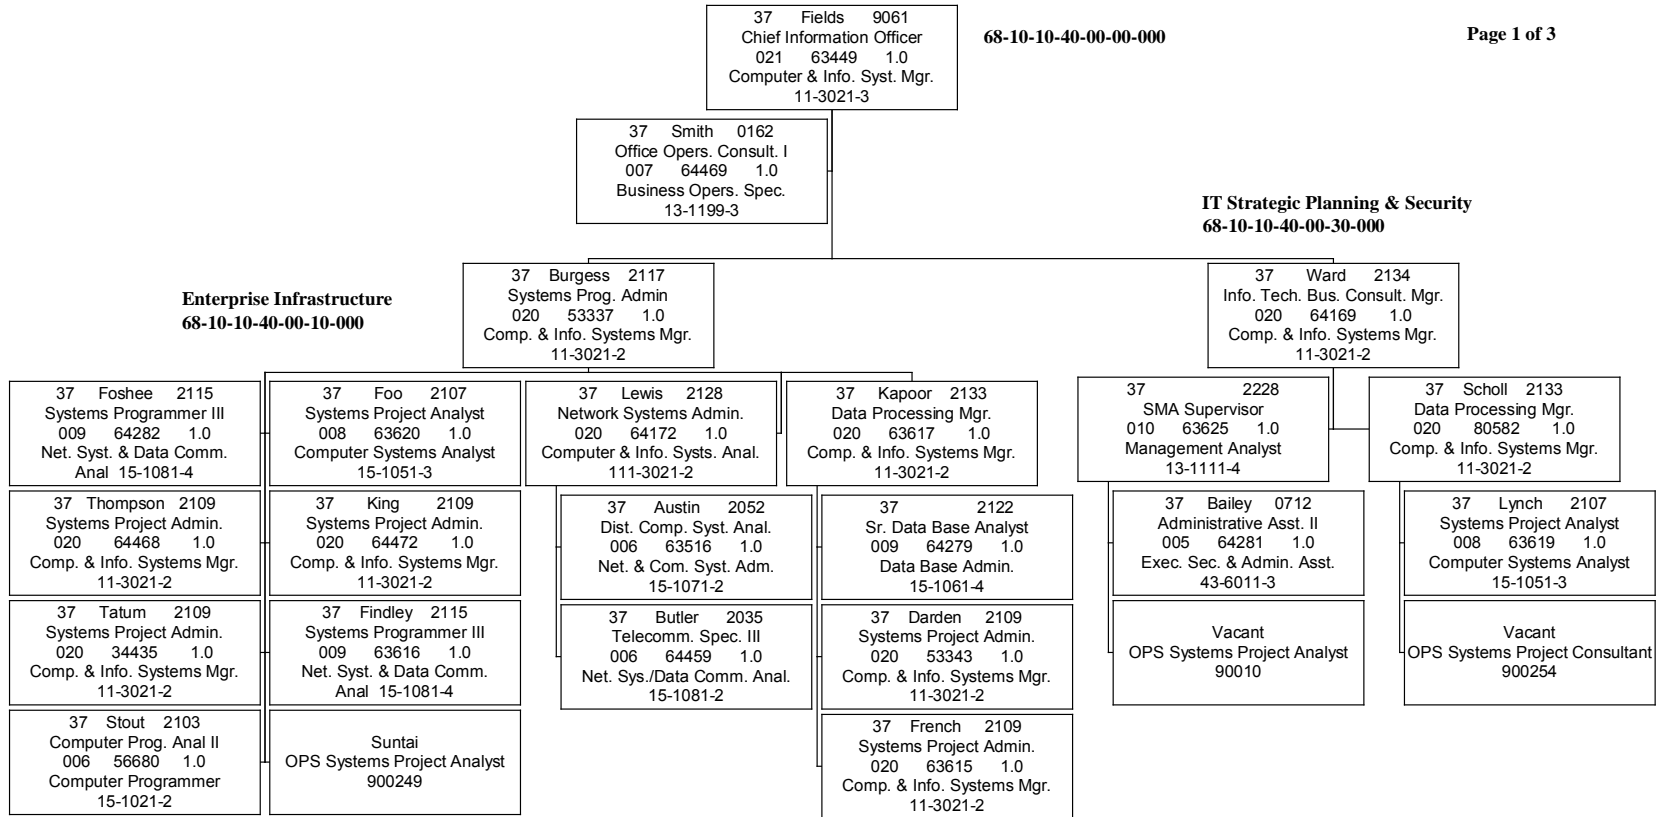 37 Fields 9061
Chief Information Officer
021 63449 1.0
Computer & Info. Syst. Mgr.
11-3021-3
68-10-10-40-00-00-000
Page 1 of 3
37 Smith 0162
Office Opers. Consult. I
007 64469 1.0
Business Opers. Spec.
13-1199-3
IT Strategic Planning & Security
68-10-10-40-00-30-000
Enterprise Infrastructure
68-10-10-40-00-10-000
37 Burgess 2117
Systems Prog. Admin
020 53337 1.0
Comp. & Info. Systems Mgr.
11-3021-2
37 Ward 2134
Info. Tech. Bus. Consult. Mgr.
020 64169 1.0
Comp. & Info. Systems Mgr.
11-3021-2
37 Foshee 2115
Systems Programmer III
009 64282 1.0
Net. Syst. & Data Comm.
Anal 15-1081-4
37 Foo 2107
Systems Project Analyst
008 63620 1.0
Computer Systems Analyst
15-1051-3
37 Lewis 2128
Network Systems Admin.
020 64172 1.0
Computer & Info. Systs. Anal.
111-3021-2
37 Kapoor 2133
Data Processing Mgr.
020 63617 1.0
Comp. & Info. Systems Mgr.
11-3021-2
37 2228
SMA Supervisor
010 63625 1.0
Management Analyst
13-1111-4
37 Scholl 2133
Data Processing Mgr.
020 80582 1.0
Comp. & Info. Systems Mgr.
11-3021-2
37 Thompson 2109
Systems Project Admin.
020 64468 1.0
Comp. & Info. Systems Mgr.
11-3021-2
37 King 2109
Systems Project Admin.
020 64472 1.0
Comp. & Info. Systems Mgr.
11-3021-2
37 Austin 2052
Dist. Comp. Syst. Anal.
006 63516 1.0
Net. & Com. Syst. Adm.
15-1071-2
37 2122
Sr. Data Base Analyst
009 64279 1.0
Data Base Admin.
15-1061-4
37 Bailey 0712
Administrative Asst. II
005 64281 1.0
Exec. Sec. & Admin. Asst.
43-6011-3
37 Lynch 2107
Systems Project Analyst
008 63619 1.0
Computer Systems Analyst
15-1051-3
37 Tatum 2109
Systems Project Admin.
020 34435 1.0
Comp. & Info. Systems Mgr.
11-3021-2
37 Findley 2115
Systems Programmer III
009 63616 1.0
Net. Syst. & Data Comm.
Anal 15-1081-4
37 Butler 2035
Telecomm. Spec. III
006 64459 1.0
Net. Sys./Data Comm. Anal.
15-1081-2
37 Darden 2109
Systems Project Admin.
020 53343 1.0
Comp. & Info. Systems Mgr.
11-3021-2
Vacant
OPS Systems Project Analyst
90010
Vacant
OPS Systems Project Consultant
900254
37 Stout 2103
Computer Prog. Anal II
006 56680 1.0
Computer Programmer
15-1021-2
Suntai
OPS Systems Project Analyst
900249
37 French 2109
Systems Project Admin.
020 63615 1.0
Comp. & Info. Systems Mgr.
11-3021-2